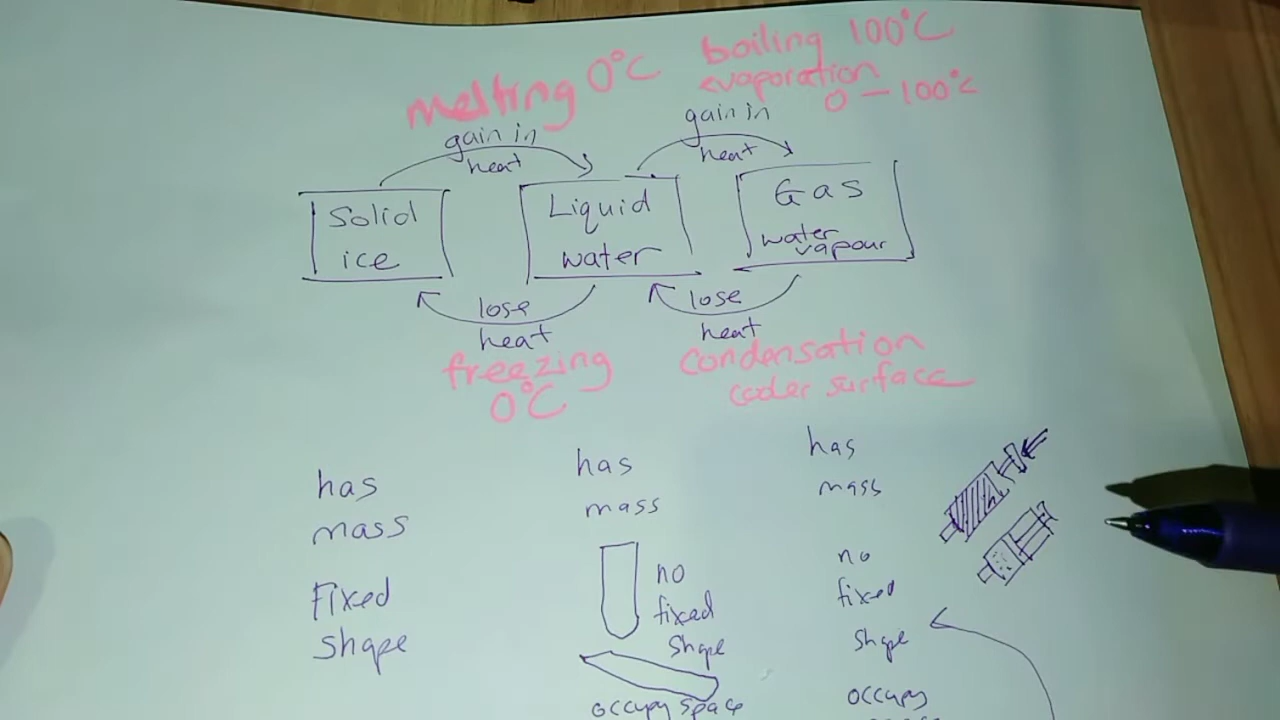 melting 0°C
boiling 100°C
evaporation
0 - 100°C
gain in
heat
gain in
heat
Solid
ice
Liquid
water
Gas
water
vapour
lose
heat
lose
heat
freezing
0°C
condensation
cooler surface
has
mass
Fixed
shape
has
mass
no
fixed
shape
occupy space
has
mass
no
fixed
shape
occupy